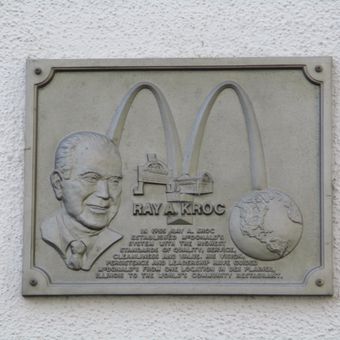 RAY A. KROC
IN 1955 RAY A. KROC
ESTABLISHED McDONALD'S
SYSTEM WITH THE HIGHEST
STANDARDS OF QUALITY, SERVICE,
CLEANLINESS AND VALUE. HIS VISION,
PERSISTENCE AND LEADERSHIP HAVE GUIDED
McDONALD'S FROM ONE LOCATION IN DES PLAINES,
ILLINOIS TO THE WORLD'S COMMUNITY RESTAURANT.